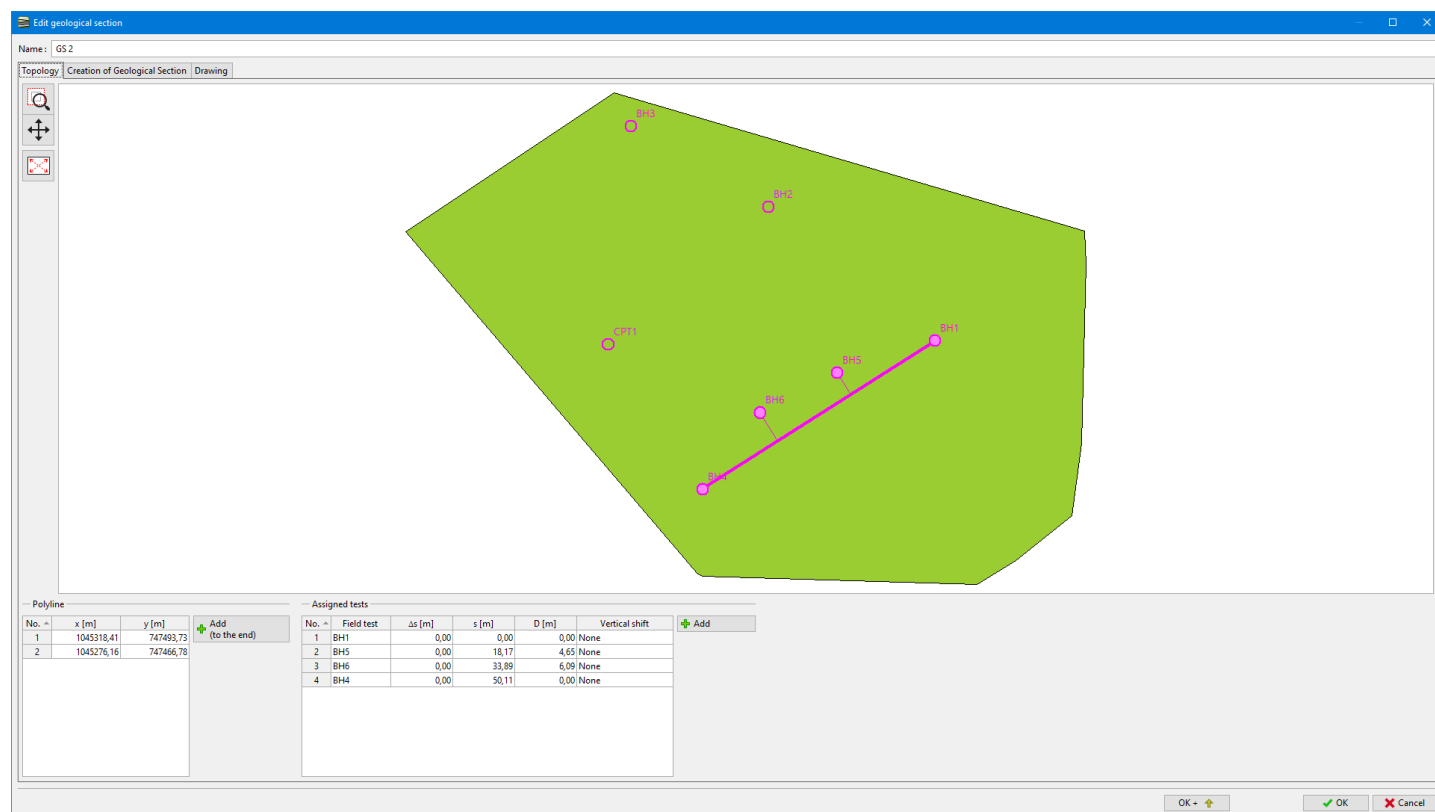 Edit geological section
Name : GS 2
Topology Creation of Geological Section Drawing
BH3
BH2
CPT1
BH1
BH5
BH6
BH4
Polyline
No. x [m] y [m]
1 1045318,41 747493,73
2 1045276,16 747466,78
Add
(to the end)
Assigned tests
No. Field test Δs [m] s [m] D [m] Vertical shift
1 BH1 0,00 0,00 0,00 None
2 BH5 0,00 18,17 4,65 None
3 BH6 0,00 33,89 6,09 None
4 BH4 0,00 50,11 0,00 None
Add
OK +
OK
Cancel